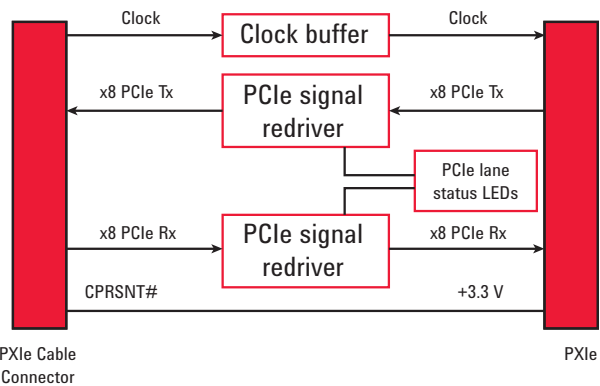 Clock
Clock buffer
Clock
x8 PCIe Tx
PCIe signal
redriver
x8 PCIe Tx
PCIe lane
status LEDs
x8 PCIe Rx
PCIe signal
redriver
x8 PCIe Rx
CPRSNT#
+3.3 V
PXIe Cable
Connector
PXIe